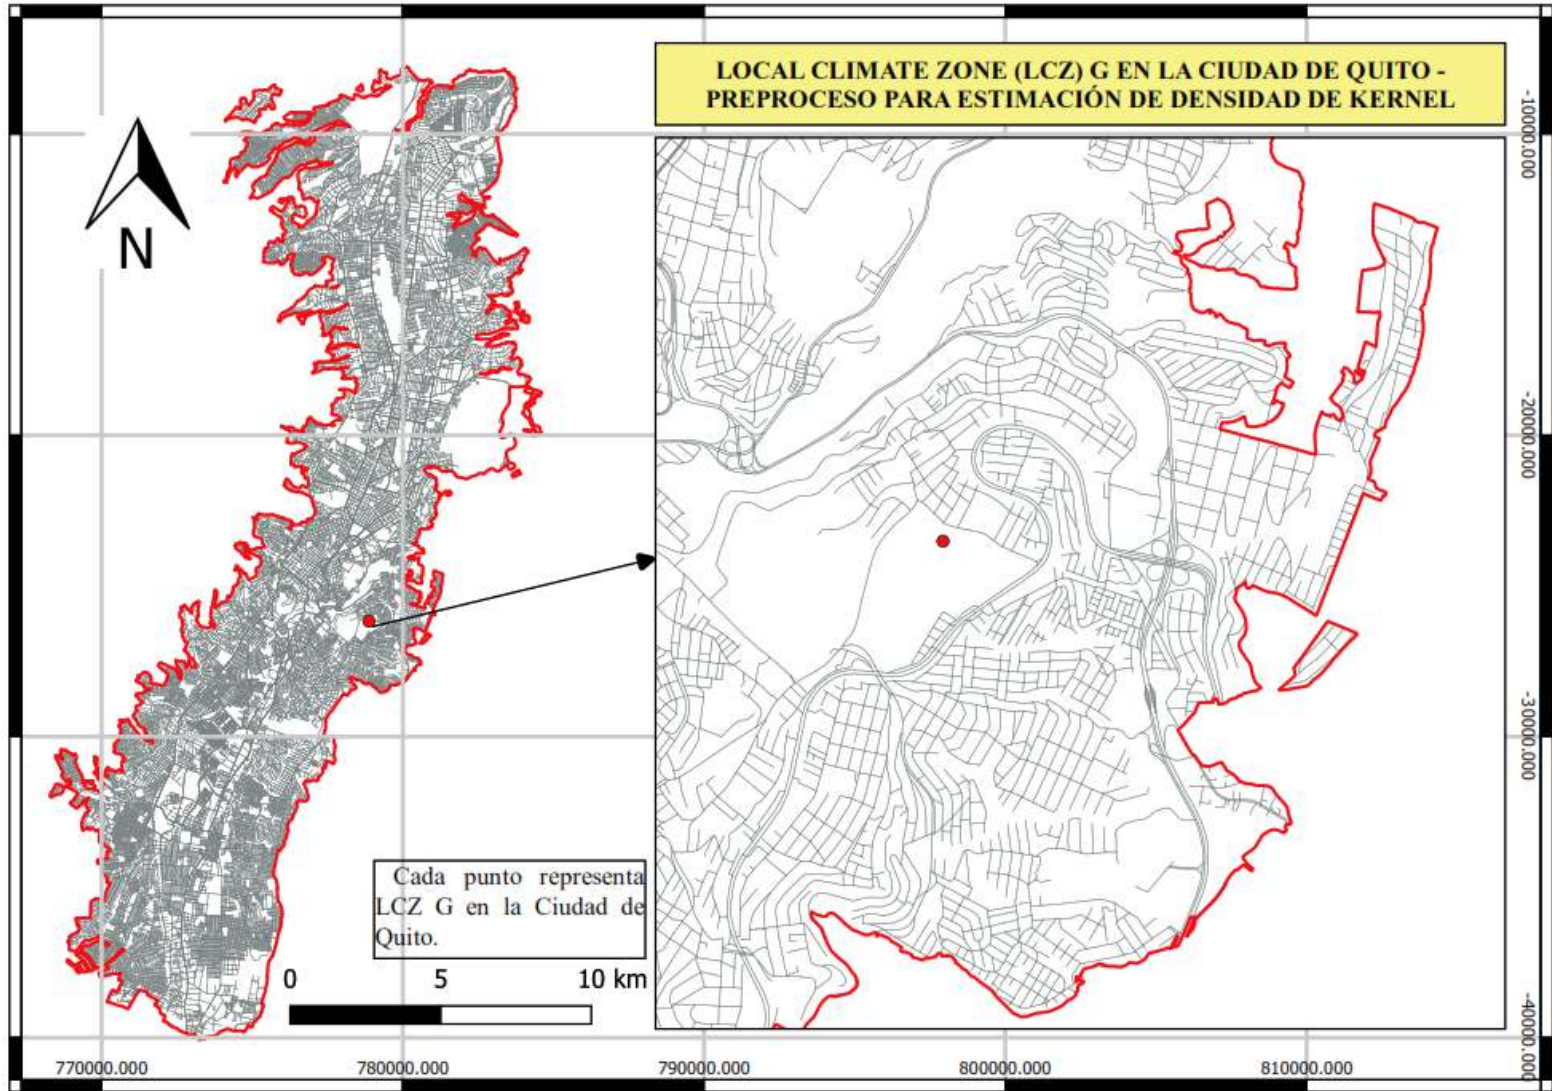 LOCAL CLIMATE ZONE (LCZ) G EN LA CIUDAD DE QUITO -
PREPROCESO PARA ESTIMACIÓN DE DENSIDAD DE KERNEL
N
Cada punto representa
LCZ G en la Ciudad de
Quito.
0 5 10 km
-10000.000
-20000.000
-30000.000
-40000.000
770000.000 780000.000 790000.000 800000.000 810000.000